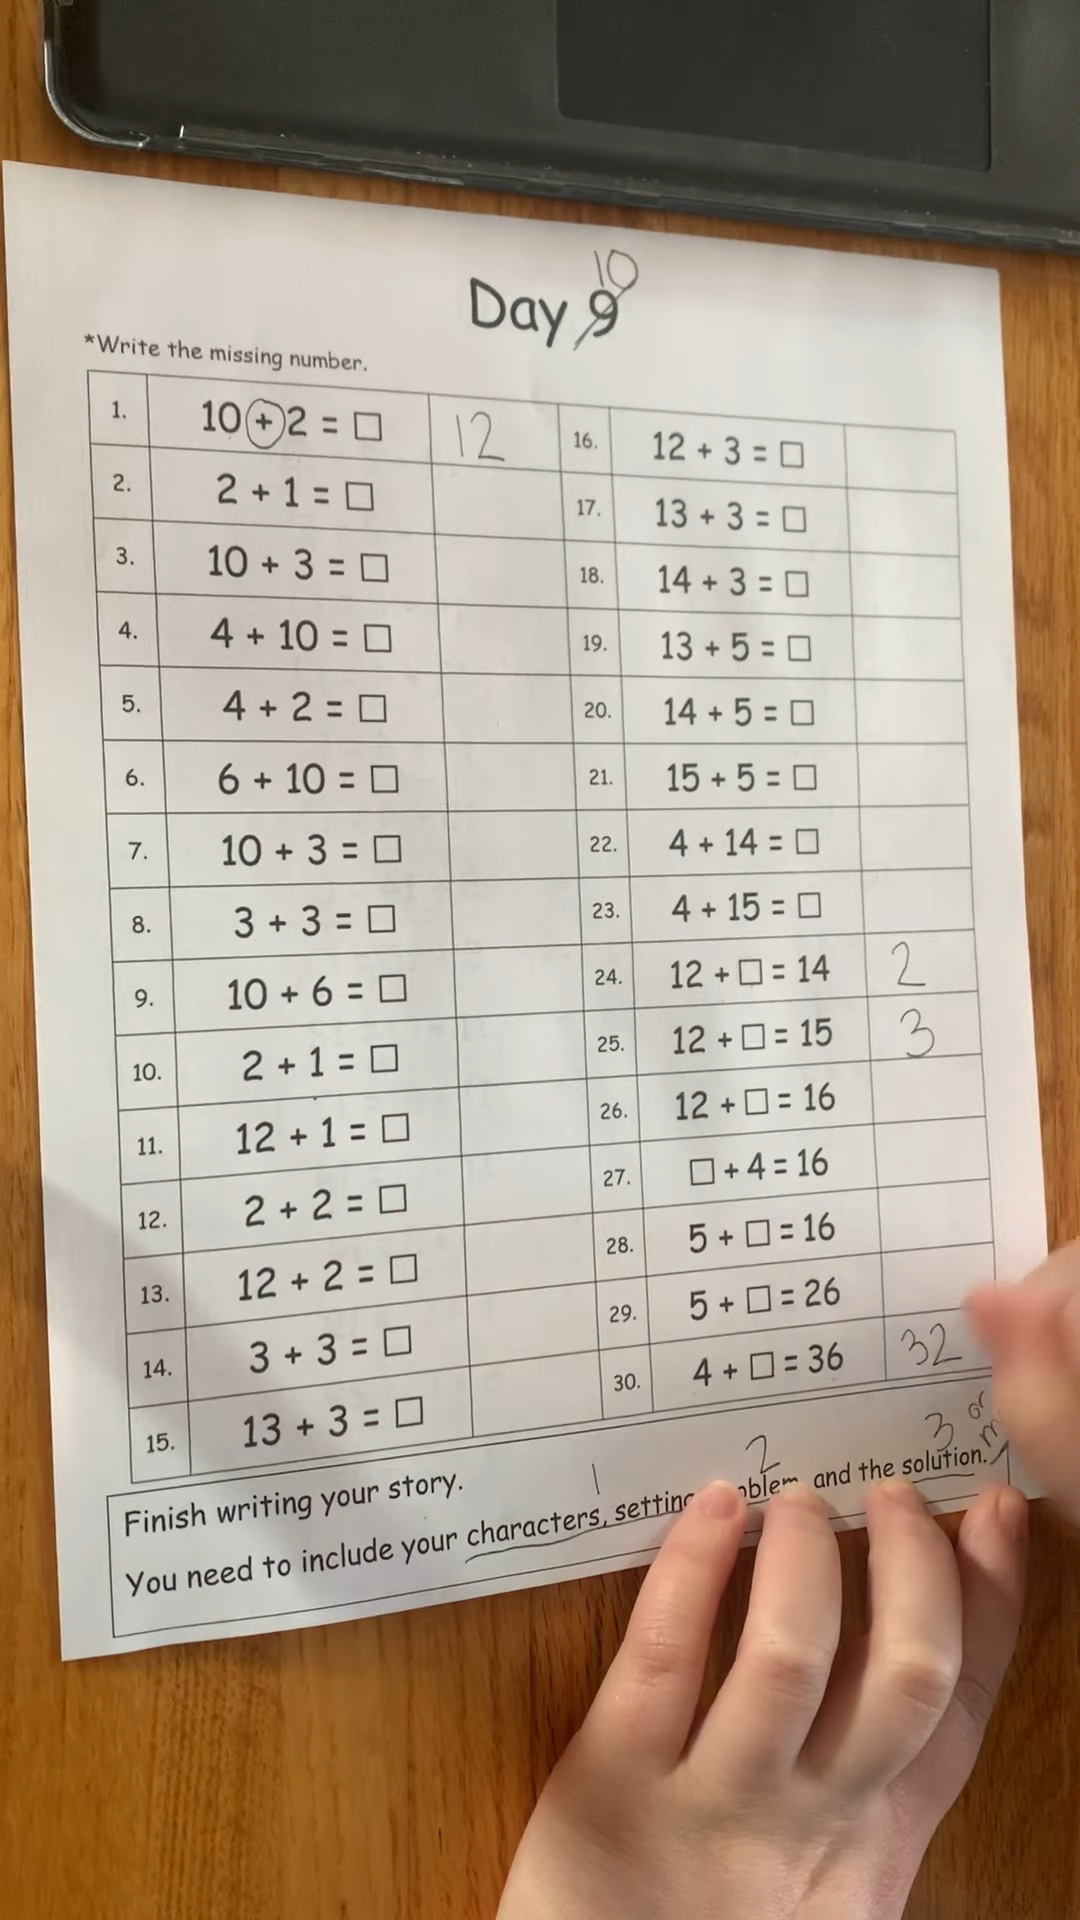 10
Day 9
*Write the missing number.
1. 10 + 2 = □ 12
2. 2 + 1 = □
3. 10 + 3 = □
4. 4 + 10 = □
5. 4 + 2 = □
6. 6 + 10 = □
7. 10 + 3 = □
8. 3 + 3 = □
9. 10 + 6 = □
10. 2 + 1 = □
11. 12 + 1 = □
12. 2 + 2 = □
13. 12 + 2 = □
14. 3 + 3 = □
15. 13 + 3 = □
16. 12 + 3 = □
17. 13 + 3 = □
18. 14 + 3 = □
19. 13 + 5 = □
20. 14 + 5 = □
21. 15 + 5 = □
22. 4 + 14 = □
23. 4 + 15 = □
24. 12 + □ = 14 2
25. 12 + □ = 15 3
26. 12 + □ = 16
27. □ + 4 = 16
28. 5 + □ = 16
29. 5 + □ = 26
30. 4 + □ = 36 32
Finish writing your story.
1 2 3 or
You need to include your characters, setting and the solution.